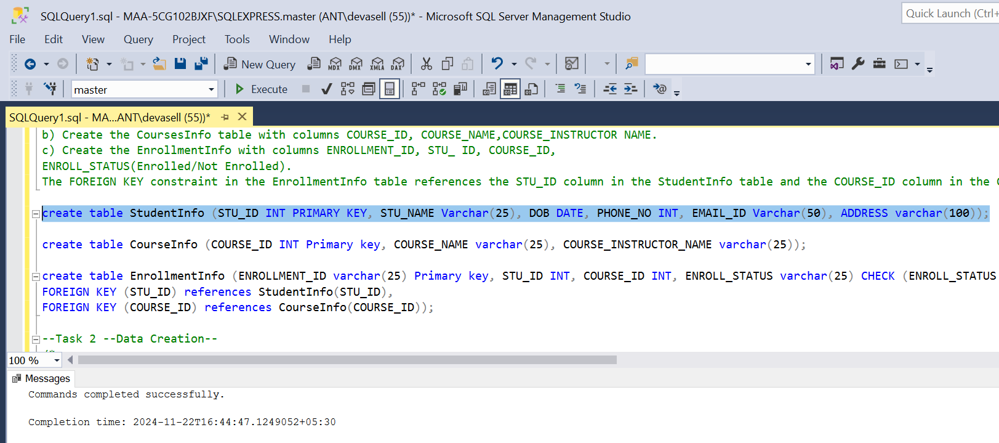 SQLQuery1.sql - MAA-5CG102BJXF\SQLEXPRESS.master (ANT\devasell (55))* - Microsoft SQL Server Management Studio
Quick Launch (Ctrl+
File Edit View Query Project Tools Window Help
New Query MDX DMX XMLA DAX
master Execute
SQLQuery1.sql - MA...ANT\devasell (55))*
b) Create the CoursesInfo table with columns COURSE_ID, COURSE_NAME,COURSE_INSTRUCTOR NAME.
c) Create the EnrollmentInfo with columns ENROLLMENT_ID, STU_ ID, COURSE_ID,
ENROLL_STATUS(Enrolled/Not Enrolled).
The FOREIGN KEY constraint in the EnrollmentInfo table references the STU_ID column in the StudentInfo table and the COURSE_ID column in the
create table StudentInfo (STU_ID INT PRIMARY KEY, STU_NAME Varchar(25), DOB DATE, PHONE_NO INT, EMAIL_ID Varchar(50), ADDRESS varchar(100));
create table CourseInfo (COURSE_ID INT Primary key, COURSE_NAME varchar(25), COURSE_INSTRUCTOR_NAME varchar(25));
create table EnrollmentInfo (ENROLLMENT_ID varchar(25) Primary key, STU_ID INT, COURSE_ID INT, ENROLL_STATUS varchar(25) CHECK (ENROLL_STATUS
FOREIGN KEY (STU_ID) references StudentInfo(STU_ID),
FOREIGN KEY (COURSE_ID) references CourseInfo(COURSE_ID));
--Task 2 --Data Creation--
100 %
Messages
Commands completed successfully.
Completion time: 2024-11-22T16:44:47.1249052+05:30